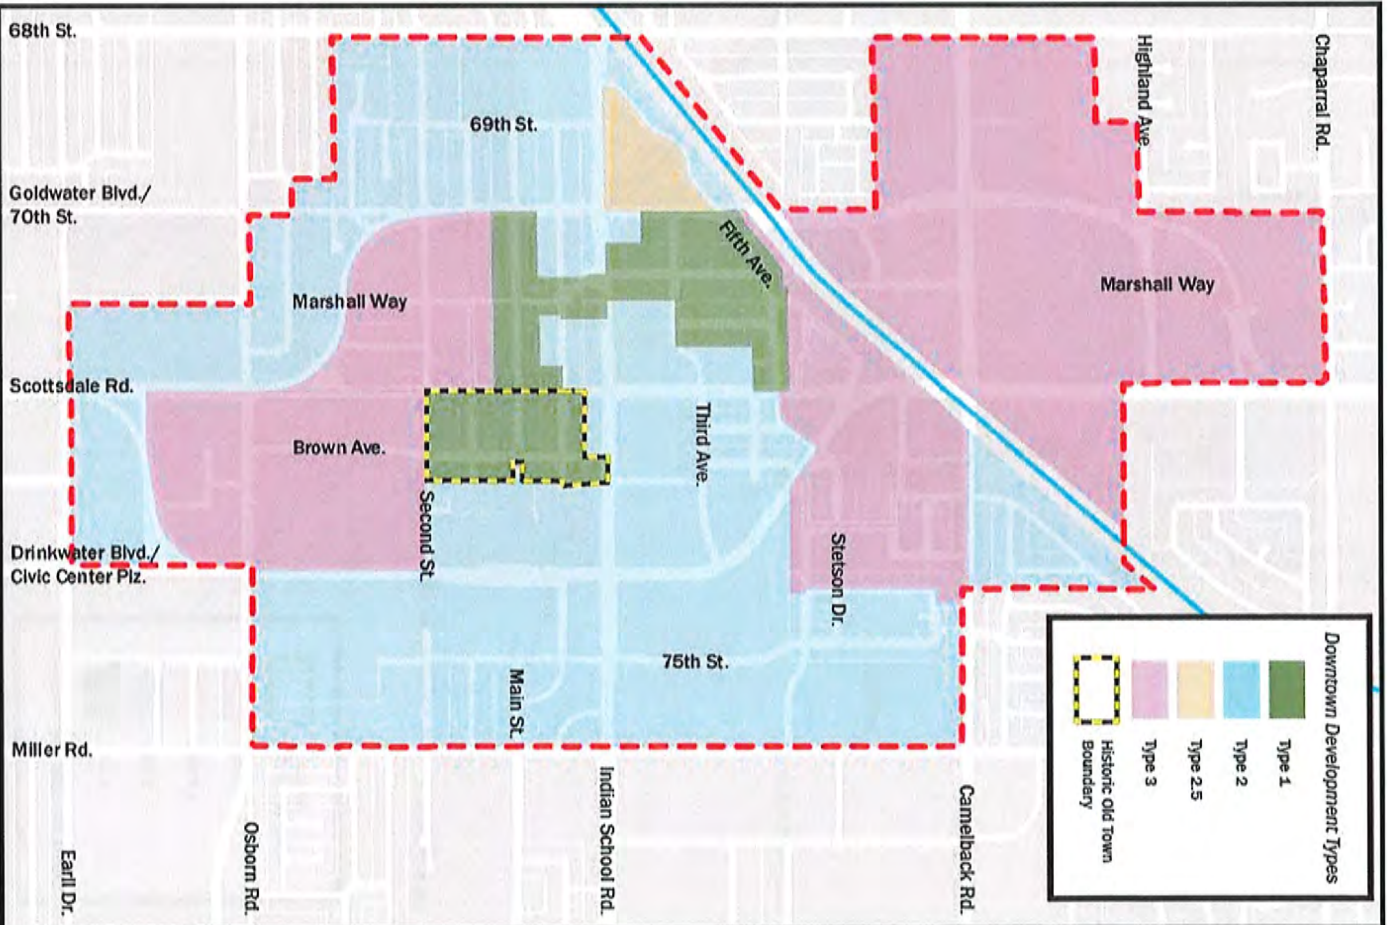 68th St.
Highland Ave.
Chaparral Rd.
69th St.
Goldwater Blvd./
70th St.
Fifth Ave.
Marshall Way
Marshall Way
Scottsdale Rd.
Third Ave.
Brown Ave.
Second St.
Drinkwater Blvd./
Civic Center Plz.
Stetson Dr.
75th St.
Main St.
Miller Rd.
Indian School Rd.
Camelback Rd.
Osborn Rd.
Earll Dr.
Downtown Development Types
Type 1
Type 2
Type 2.5
Type 3
Historic Old Town
Boundary